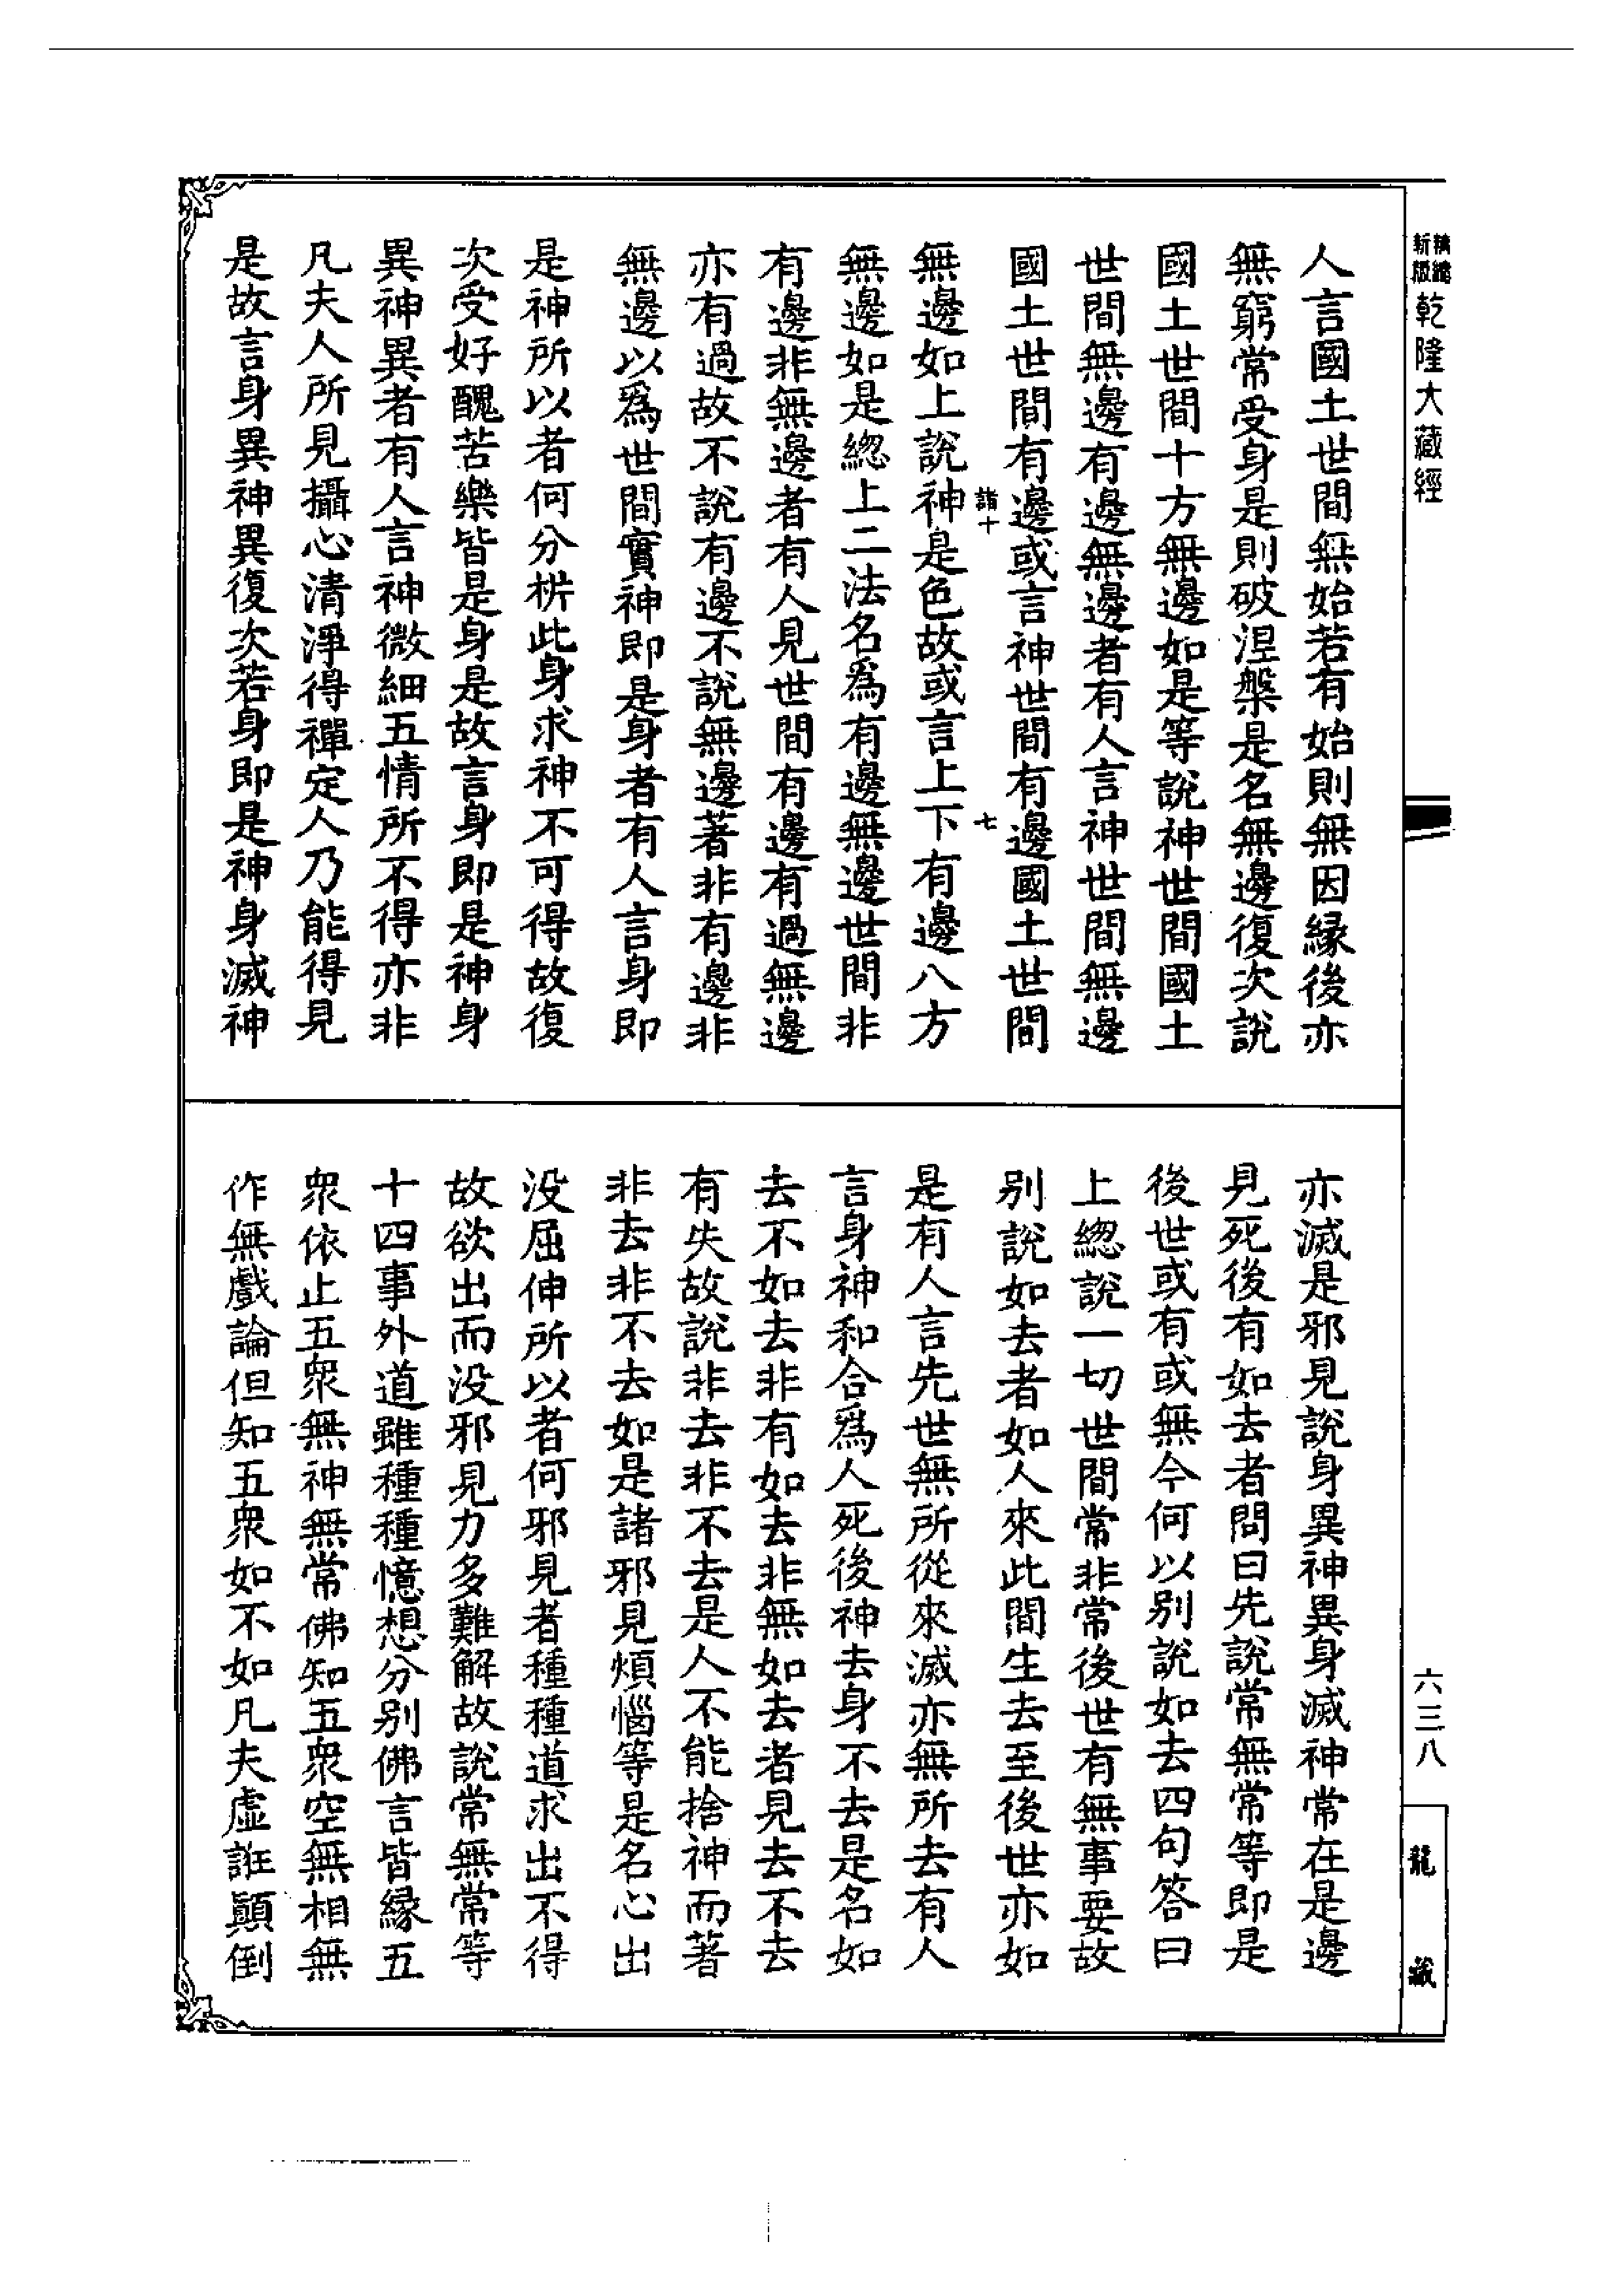 新版精縮
乾隆大藏經
人言國土世間無始若有始則無因緣後亦
無窮常受身是則破涅槃是名無邊復次說
國土世間十方無邊如是等說神世間國土
世間無邊有邊無邊者有人言神世間無邊
國土世間有邊或言神世間有邊國土世間
諸十 七
無邊如上說神是色故或言上下有邊八方
無邊如是緫上二法名爲有邊無邊世間非
有邊非無邊者有人見世間有邊有過無邊
亦有過故不說有邊不說無邊著非有邊非
無邊以爲世間實神即是身者有人言身即
是神所以者何分析此身求神不可得故復
次受好醜苦樂皆是身是故言身即是神身
異神異者有人言神微細五情所不得亦非
凡夫人所見攝心清淨得禪定人乃能得見
是故言身異神異復次若身即是神身滅神
亦滅是邪見說身異神異身滅神常在是邊
見死後有如去者問曰先說常無常等即是
後世或有或無今何以別說如去四句答曰
上緫說一切世間常非常後世有無事要故
別說如去者如人來此間生去至後世亦如
是有人言先世無所從來滅亦無所去有人
言身神和合爲人死後神去身不去是名如
去不如去非有如去非無如去者見去不去
有失故說非去非不去是人不能捨神而著
非去非不去如是諸邪見煩惱等是名心出
没屈伸所以者何邪見者種種道求出不得
故欲出而没邪見力多難解故說常無常等
十四事外道雖種種憶想分別佛言皆緣五
衆依止五衆無神無常佛知五衆空無相無
作無戲論但知五衆如不如凡夫虛誑顛倒
六三八
龍藏